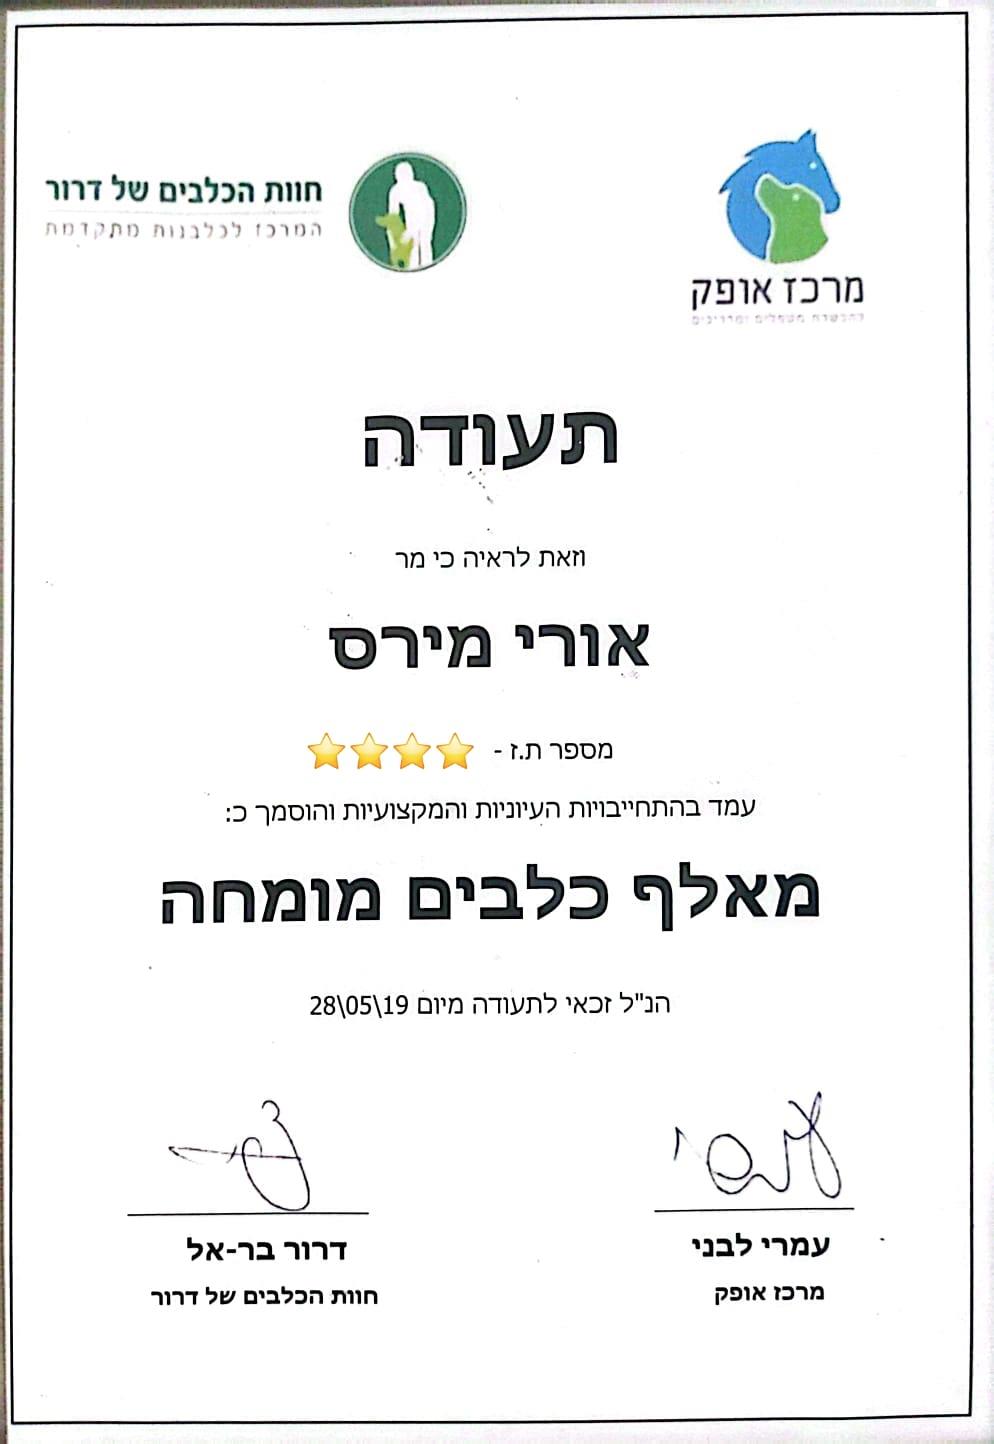 מרכז אופק
להכשרת מטפלים ומדריכים
חוות הכלבים של דרור
המרכז לכלבנות מתקדמת
תעודה
וזאת לראיה כי מר
אורי מירס
מספר ת.ז -
עמד בהתחייבויות העיוניות והמקצועיות והוסמך כ:
מאלף כלבים מומחה
הנ"ל זכאי לתעודה מיום 28\05\19
עמרי לבני
מרכז אופק
דרור בר-אל
חוות הכלבים של דרור